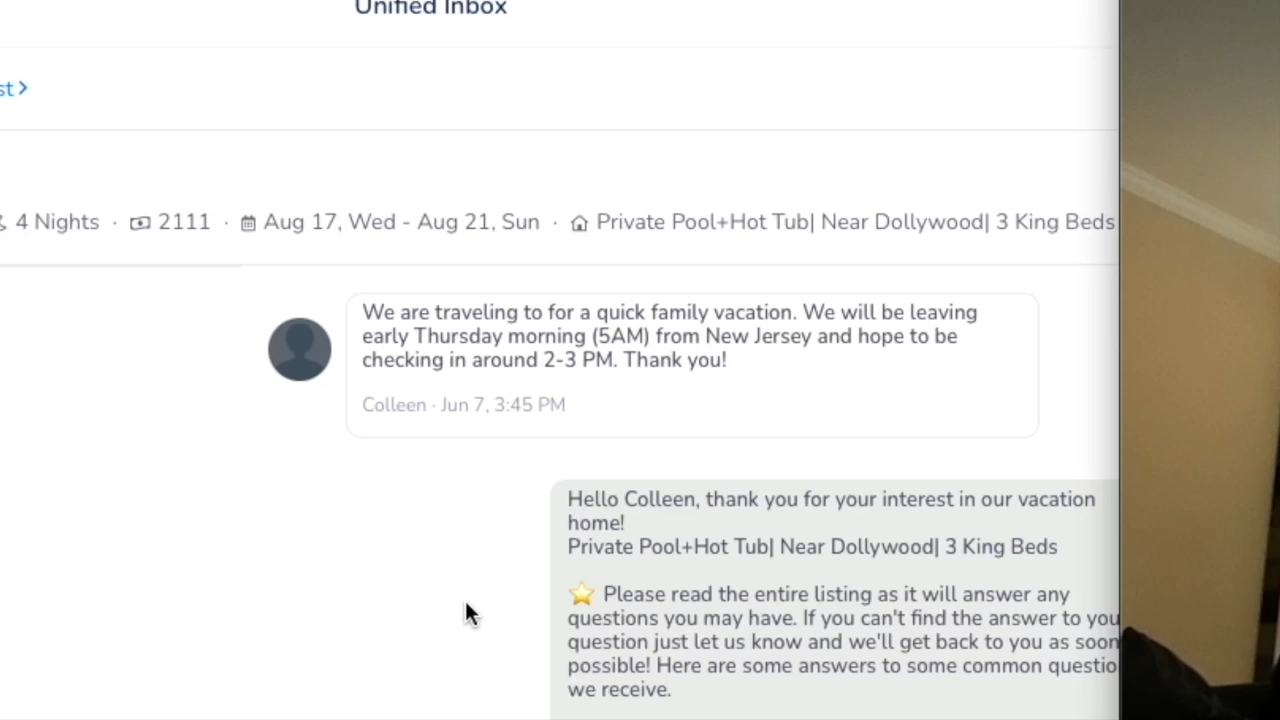 Unified Inbox
st >
4 Nights · 2111 · Aug 17, Wed - Aug 21, Sun · Private Pool+Hot Tub| Near Dollywood| 3 King Beds
We are traveling to for a quick family vacation. We will be leaving
early Thursday morning (5AM) from New Jersey and hope to be
checking in around 2-3 PM. Thank you!
Colleen · Jun 7, 3:45 PM
Hello Colleen, thank you for your interest in our vacation
home!
Private Pool+Hot Tub| Near Dollywood| 3 King Beds
⭐ Please read the entire listing as it will answer any
questions you may have. If you can't find the answer to you
question just let us know and we'll get back to you as soon
possible! Here are some answers to some common questio
we receive.